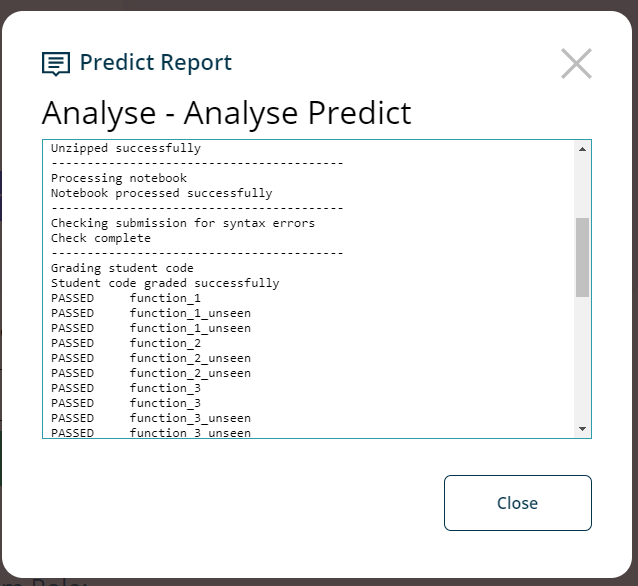 Predict Report
Analyse - Analyse Predict
Unzipped successfully
-----------------------------------------
Processing notebook
Notebook processed successfully
-----------------------------------------
Checking submission for syntax errors
Check complete
-----------------------------------------
Grading student code
Student code graded successfully
PASSED     function_1
PASSED     function_1_unseen
PASSED     function_1_unseen
PASSED     function_2
PASSED     function_2_unseen
PASSED     function_2_unseen
PASSED     function_3
PASSED     function_3
PASSED     function_3_unseen
PASSED     function_3_unseen
Close